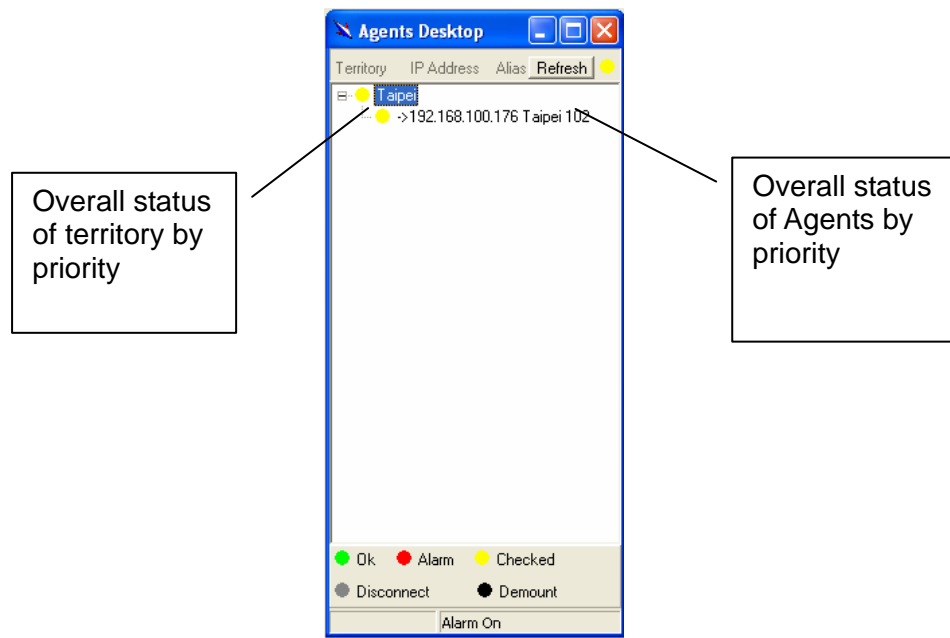 Agents Desktop
Territory IP Address Alias Refresh
Taipei
->192.168.100.176 Taipei 102
Overall status
of territory by
priority
Overall status
of Agents by
priority
Ok Alarm Checked
Disconnect Demount
Alarm On